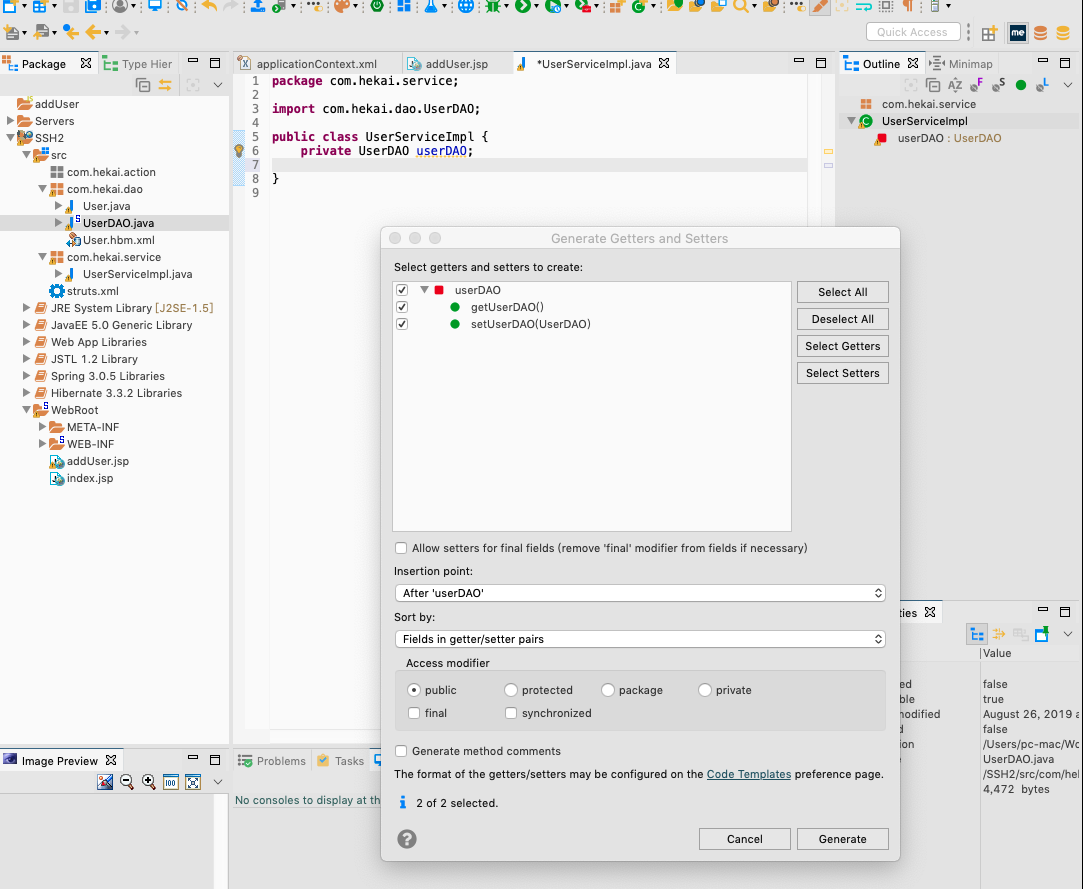 Quick Access
me
Package
Type Hier
addUser
Servers
SSH2
src
com.hekai.action
com.hekai.dao
User.java
UserDAO.java
User.hbm.xml
com.hekai.service
UserServiceImpl.java
struts.xml
JRE System Library [J2SE-1.5]
JavaEE 5.0 Generic Library
Web App Libraries
JSTL 1.2 Library
Spring 3.0.5 Libraries
Hibernate 3.3.2 Libraries
WebRoot
META-INF
WEB-INF
addUser.jsp
index.jsp
applicationContext.xml
addUser.jsp
*UserServiceImpl.java
1 package com.hekai.service;
2
3 import com.hekai.dao.UserDAO;
4
5 public class UserServiceImpl {
6 private UserDAO userDAO;
7
8 }
9
Outline
Minimap
com.hekai.service
UserServiceImpl
userDAO : UserDAO
Generate Getters and Setters
Select getters and setters to create:
userDAO
getUserDAO()
setUserDAO(UserDAO)
Select All
Deselect All
Select Getters
Select Setters
Allow setters for final fields (remove 'final' modifier from fields if necessary)
Insertion point:
After 'userDAO'
Sort by:
Fields in getter/setter pairs
Access modifier
public
protected
package
private
final
synchronized
Generate method comments
The format of the getters/setters may be configured on the Code Templates preference page.
2 of 2 selected.
Cancel
Generate
ties
Value
ed false
ble true
modified August 26, 2019 a
d false
ion /Users/pc-mac/Wo
e UserDAO.java
/SSH2/src/com/hel
4,472 bytes
Image Preview
100
Problems
Tasks
No consoles to display at th